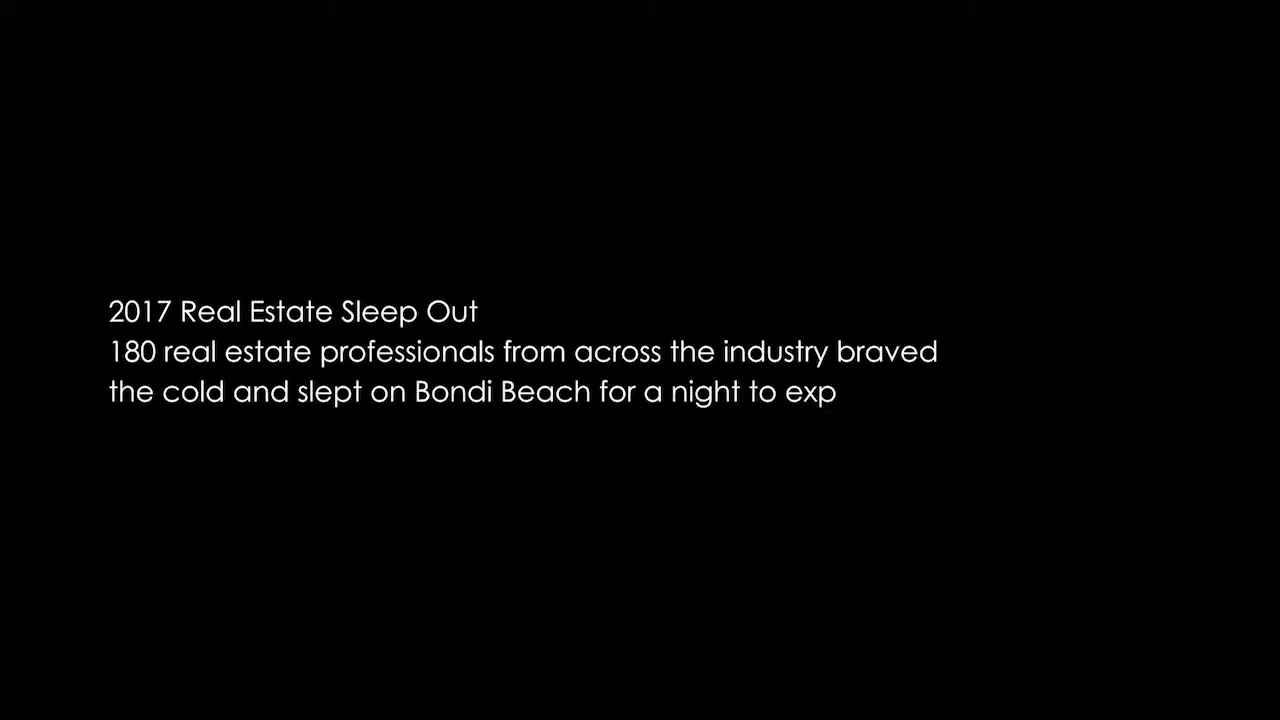 2017 Real Estate Sleep Out
180 real estate professionals from across the industry braved
the cold and slept on Bondi Beach for a night to exp